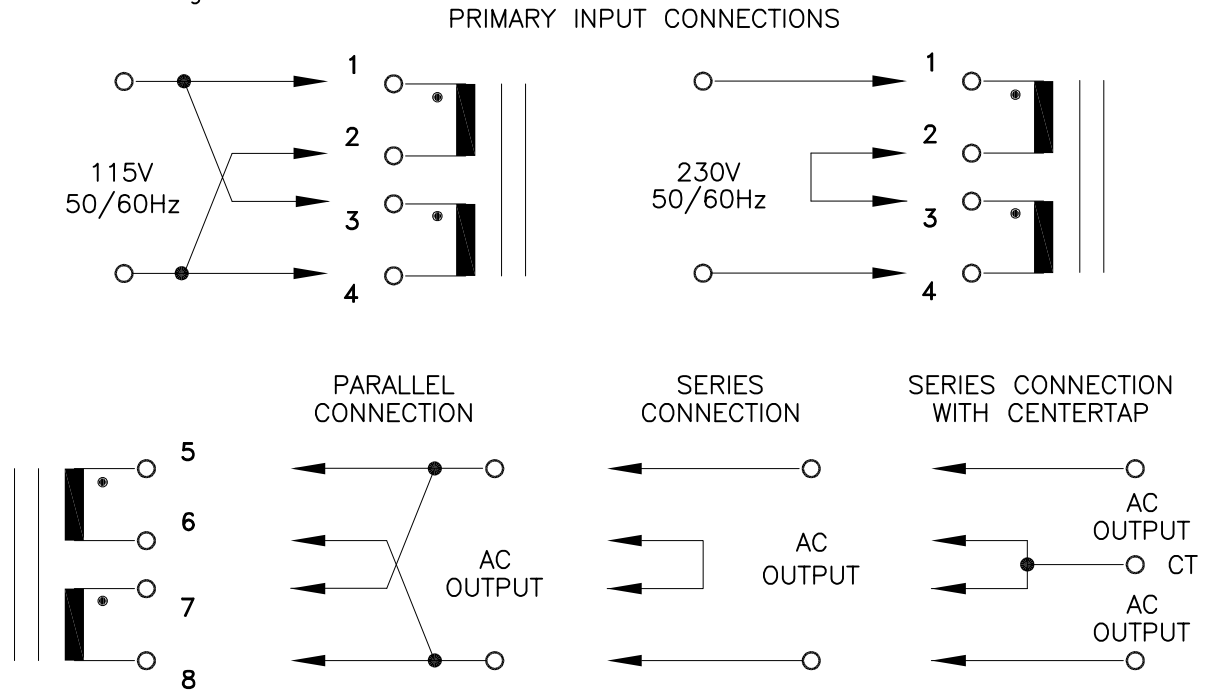 PRIMARY INPUT CONNECTIONS
1
2
3
4
115V
50/60Hz
1
2
3
4
230V
50/60Hz
PARALLEL
CONNECTION
SERIES
CONNECTION
SERIES CONNECTION
WITH CENTERTAP
5
6
7
8
AC
OUTPUT
AC
OUTPUT
AC
OUTPUT
CT
AC
OUTPUT